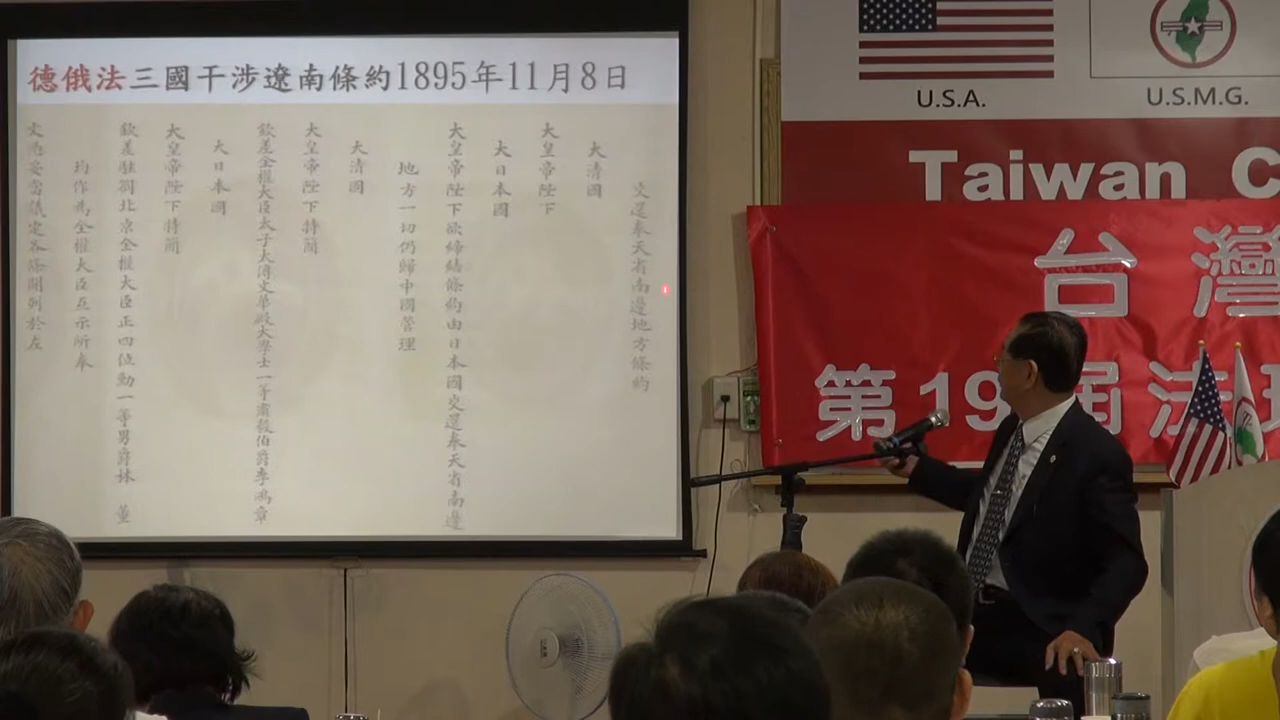 德俄法三國干涉遼南條約1895年11月8日
交還奉天省南邊地方條約
大清國
大皇帝陛下
大日本國
大皇帝陛下欲締結條約由日本國交還奉天省南邊
地方一切仍歸中國管理
大清國
大皇帝陛下特簡
欽差全權大臣太子太傅文華殿大學士一等肅毅伯爵李鴻章
大日本國
大皇帝陛下特簡
欽差駐劄北京全權大臣正四位勳一等男爵林 董
均作為全權大臣互示所奉
文憑妥當議定各條開列於左
U.S.A.
U.S.M.G.
Taiwan C
台灣
第19屆法